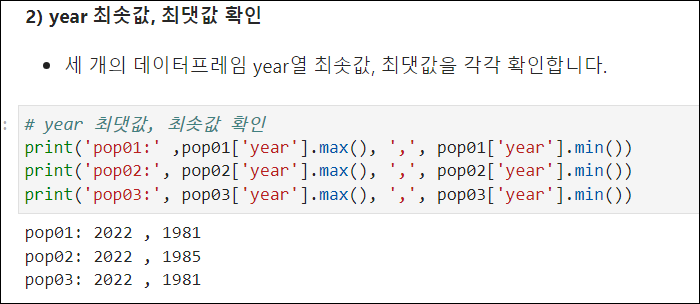 2) year 최솟값, 최댓값 확인
• 세 개의 데이터프레임 year열 최솟값, 최댓값을 각각 확인합니다.
:
# year 최댓값, 최솟값 확인
print('pop01:' ,pop01['year'].max(), ',', pop01['year'].min())
print('pop02:', pop02['year'].max(), ',', pop02['year'].min())
print('pop03:', pop03['year'].max(), ',', pop03['year'].min())
pop01: 2022 , 1981
pop02: 2022 , 1985
pop03: 2022 , 1981